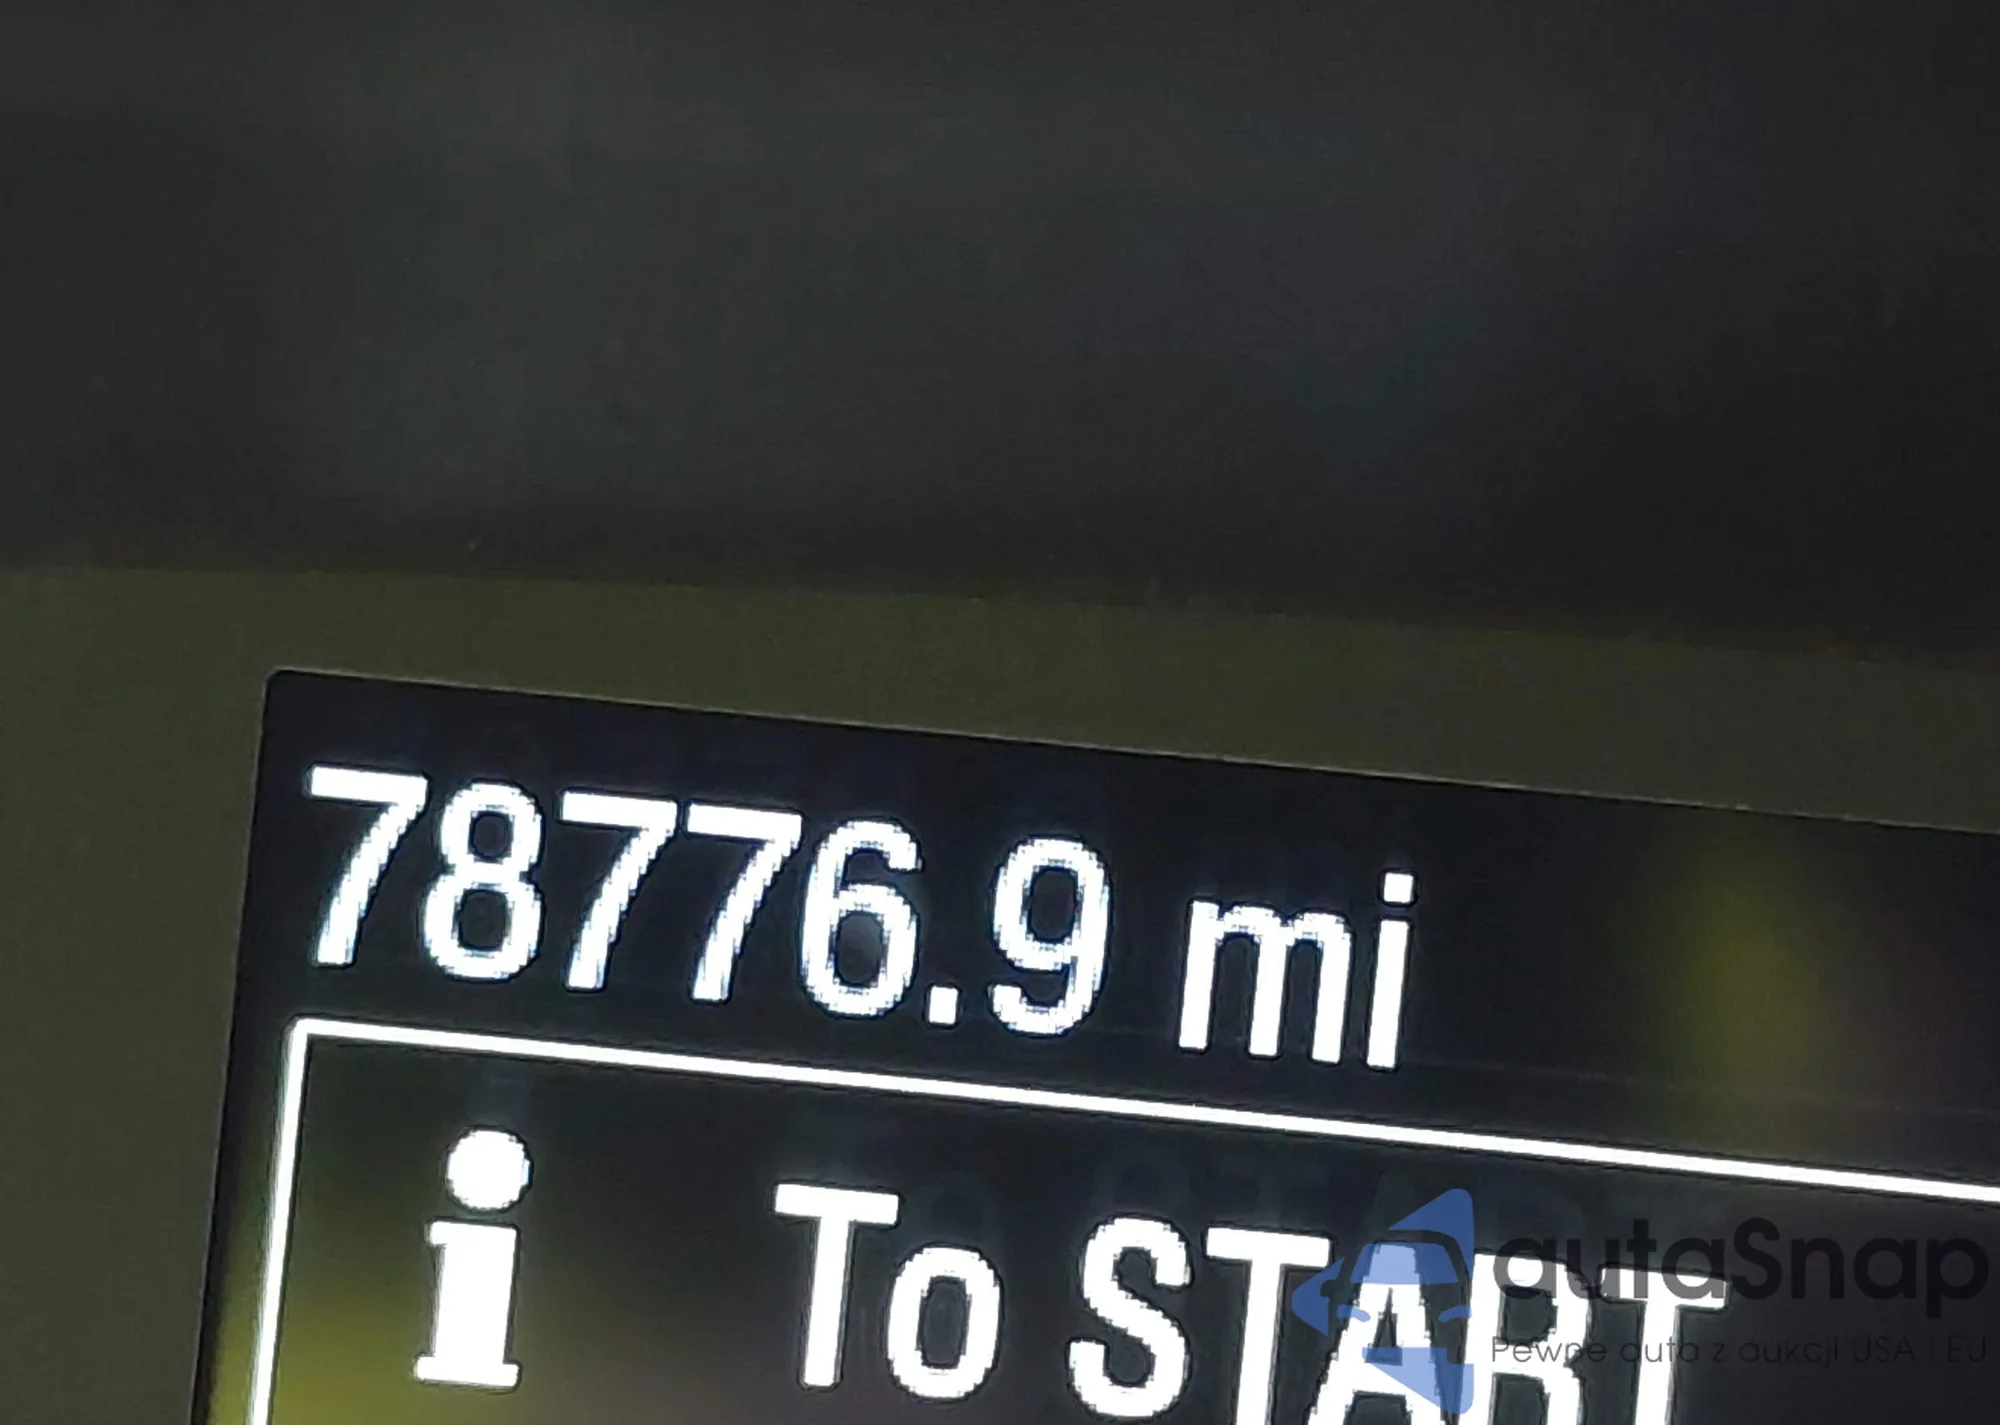 78776.9 mi
i To START
autaSnap
Pewne auta z aukcji USA i EU